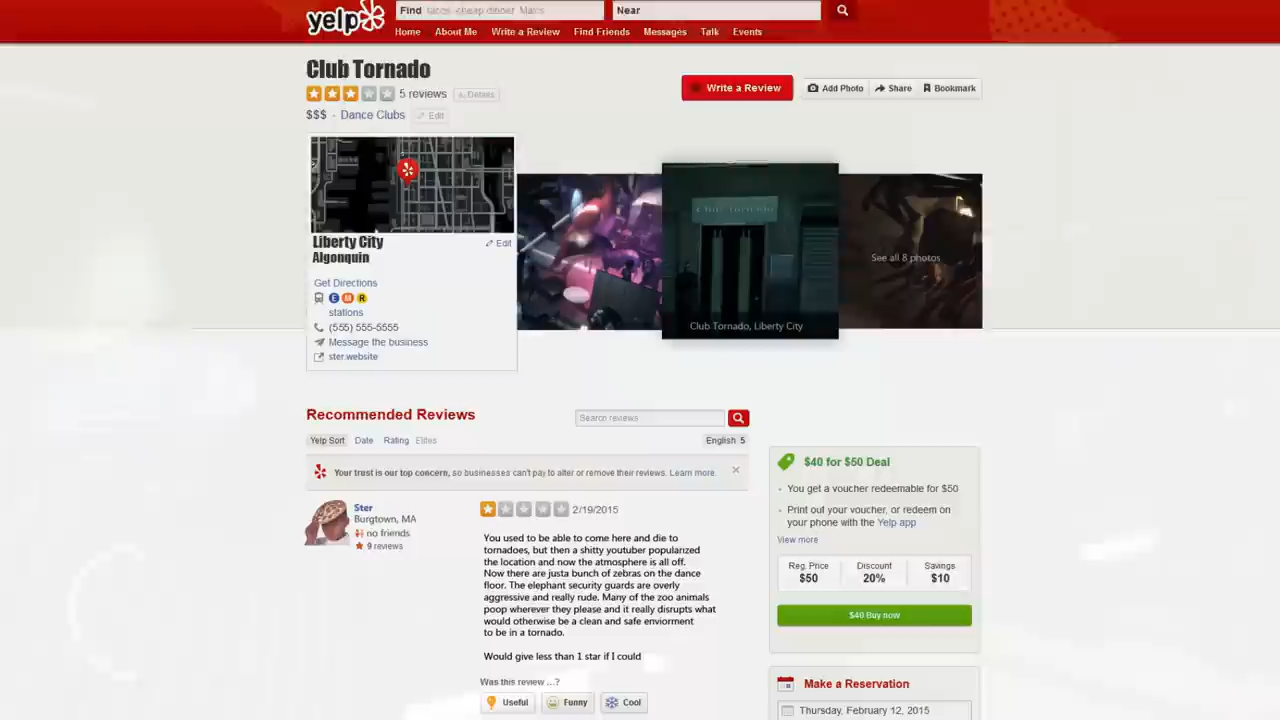 yelp
Find tacos, cheap dinner, Max's
Near
Home About Me Write a Review Find Friends Messages Talk Events
Club Tornado
5 reviews Details
Write a Review
Add Photo Share Bookmark
$$$ · Dance Clubs Edit
Liberty City
Edit
Algonquin
Get Directions
E M R
stations
(555) 555-5555
Message the business
ster.website
Club Tornado
Club Tornado, Liberty City
See all 8 photos
Recommended Reviews
Search reviews
Yelp Sort Date Rating Elites
English 5
Your trust is our top concern, so businesses can't pay to alter or remove their reviews. Learn more.
Ster
Burgtown, MA
no friends
9 reviews
2/19/2015
You used to be able to come here and die to
tornadoes, but then a shitty youtuber popularized
the location and now the atmosphere is all off.
Now there are justa bunch of zebras on the dance
floor. The elephant security guards are overly
aggressive and really rude. Many of the zoo animals
poop wherever they please and it really disrupts what
would otherwise be a clean and safe enviorment
to be in a tornado.
Would give less than 1 star if I could
Was this review ...?
Useful Funny Cool
$40 for $50 Deal
· You get a voucher redeemable for $50
· Print out your voucher, or redeem on
your phone with the Yelp app
View more
Reg. Price Discount Savings
$50 20% $10
$40 Buy now
Make a Reservation
Thursday, February 12, 2015